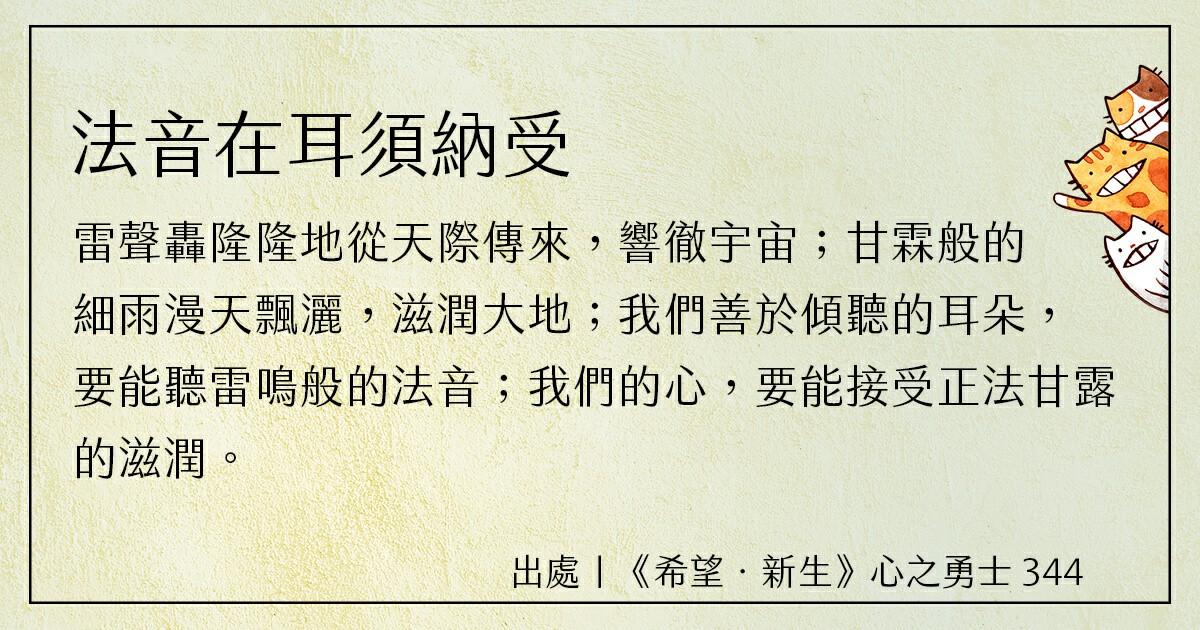 法音在耳須納受
雷聲轟隆隆地從天際傳來，響徹宇宙；甘霖般的
細雨漫天飄灑，滋潤大地；我們善於傾聽的耳朵，
要能聽雷鳴般的法音；我們的心，要能接受正法甘露
的滋潤。
出處｜《希望．新生》心之勇士 344